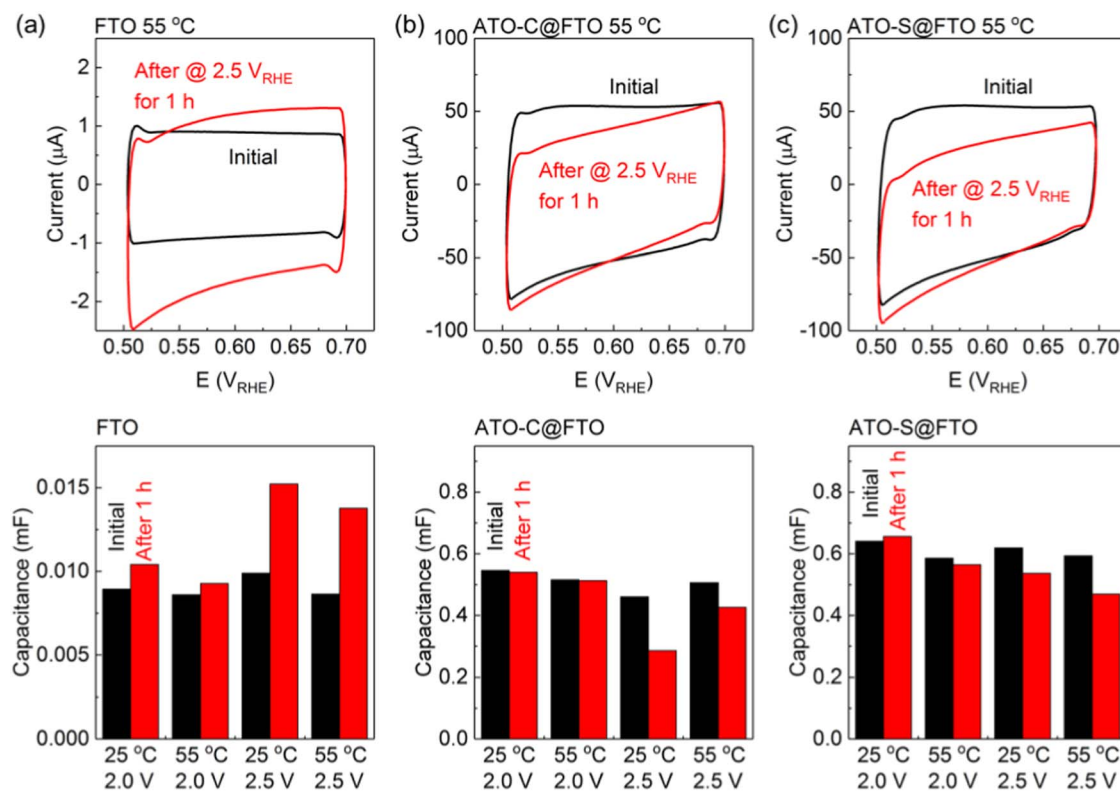 (a) FTO 55 ºC
2
1
0
-1
-2
Current (μA)
After @ 2.5 VRHE
for 1 h
Initial
0.50 0.55 0.60 0.65 0.70
E (VRHE)
(b) ATO-C@FTO 55 ºC
100
50
0
-50
-100
Current (μA)
Initial
After @ 2.5 VRHE
for 1 h
0.50 0.55 0.60 0.65 0.70
E (VRHE)
(c) ATO-S@FTO 55 ºC
100
50
0
-50
-100
Current (μA)
Initial
After @ 2.5 VRHE
for 1 h
0.50 0.55 0.60 0.65 0.70
E (VRHE)
FTO
0.015
0.010
0.005
0.000
Capacitance (mF)
Initial
After 1 h
25 ºC 55 ºC 25 ºC 55 ºC
2.0 V 2.0 V 2.5 V 2.5 V
ATO-C@FTO
0.8
0.6
0.4
0.2
0.0
Capacitance (mF)
Initial
After 1 h
25 ºC 55 ºC 25 ºC 55 ºC
2.0 V 2.0 V 2.5 V 2.5 V
ATO-S@FTO
0.8
0.6
0.4
0.2
0.0
Capacitance (mF)
Initial
After 1 h
25 ºC 55 ºC 25 ºC 55 ºC
2.0 V 2.0 V 2.5 V 2.5 V